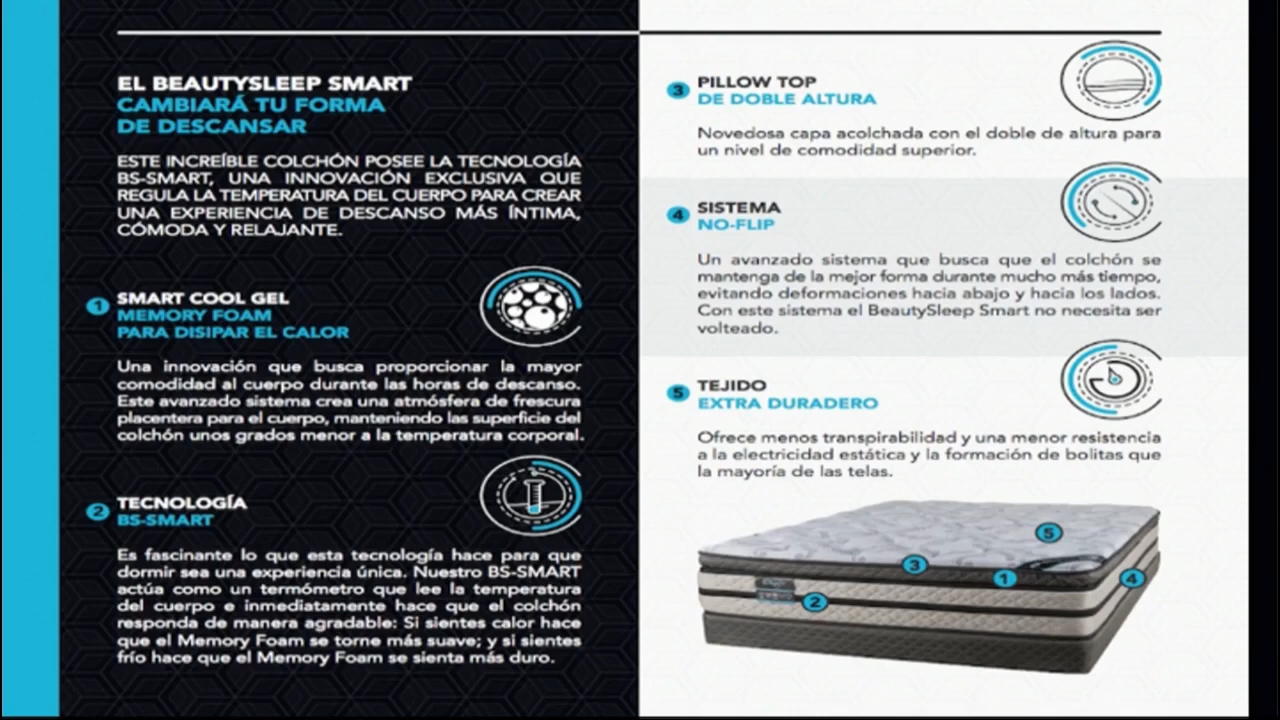 EL BEAUTYSLEEP SMART
CAMBIARÁ TU FORMA
DE DESCANSAR
ESTE INCREÍBLE COLCHÓN POSEE LA TECNOLOGÍA
BS-SMART, UNA INNOVACIÓN EXCLUSIVA QUE
REGULA LA TEMPERATURA DEL CUERPO PARA CREAR
UNA EXPERIENCIA DE DESCANSO MÁS ÍNTIMA,
CÓMODA Y RELAJANTE.
1 SMART COOL GEL
MEMORY FOAM
PARA DISIPAR EL CALOR
Una innovación que busca proporcionar la mayor
comodidad al cuerpo durante las horas de descanso.
Este avanzado sistema crea una atmósfera de frescura
placentera para el cuerpo, manteniendo las superficie del
colchón unos grados menor a la temperatura corporal.
2 TECNOLOGÍA
BS-SMART
Es fascinante lo que esta tecnología hace para que
dormir sea una experiencia única. Nuestro BS-SMART
actúa como un termómetro que lee la temperatura
del cuerpo e inmediatamente hace que el colchón
responda de manera agradable: Si sientes calor hace
que el Memory Foam se torne más suave; y si sientes
frío hace que el Memory Foam se sienta más duro.
3 PILLOW TOP
DE DOBLE ALTURA
Novedosa capa acolchada con el doble de altura para
un nivel de comodidad superior.
4 SISTEMA
NO-FLIP
Un avanzado sistema que busca que el colchón se
mantenga de la mejor forma durante mucho más tiempo,
evitando deformaciones hacia abajo y hacia los lados.
Con este sistema el BeautySleep Smart no necesita ser
volteado.
5 TEJIDO
EXTRA DURADERO
Ofrece menos transpirabilidad y una menor resistencia
a la electricidad estática y la formación de bolitas que
la mayoría de las telas.
5
3
1
4
2